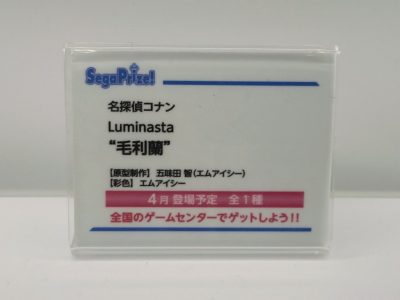 SegaPrize!
名探偵コナン
Luminasta
“毛利蘭”
【原型制作】 五味田 智(エムアイシー)
【彩色】 エムアイシー
4月登場予定 全1種
全国のゲームセンターでゲットしよう!!